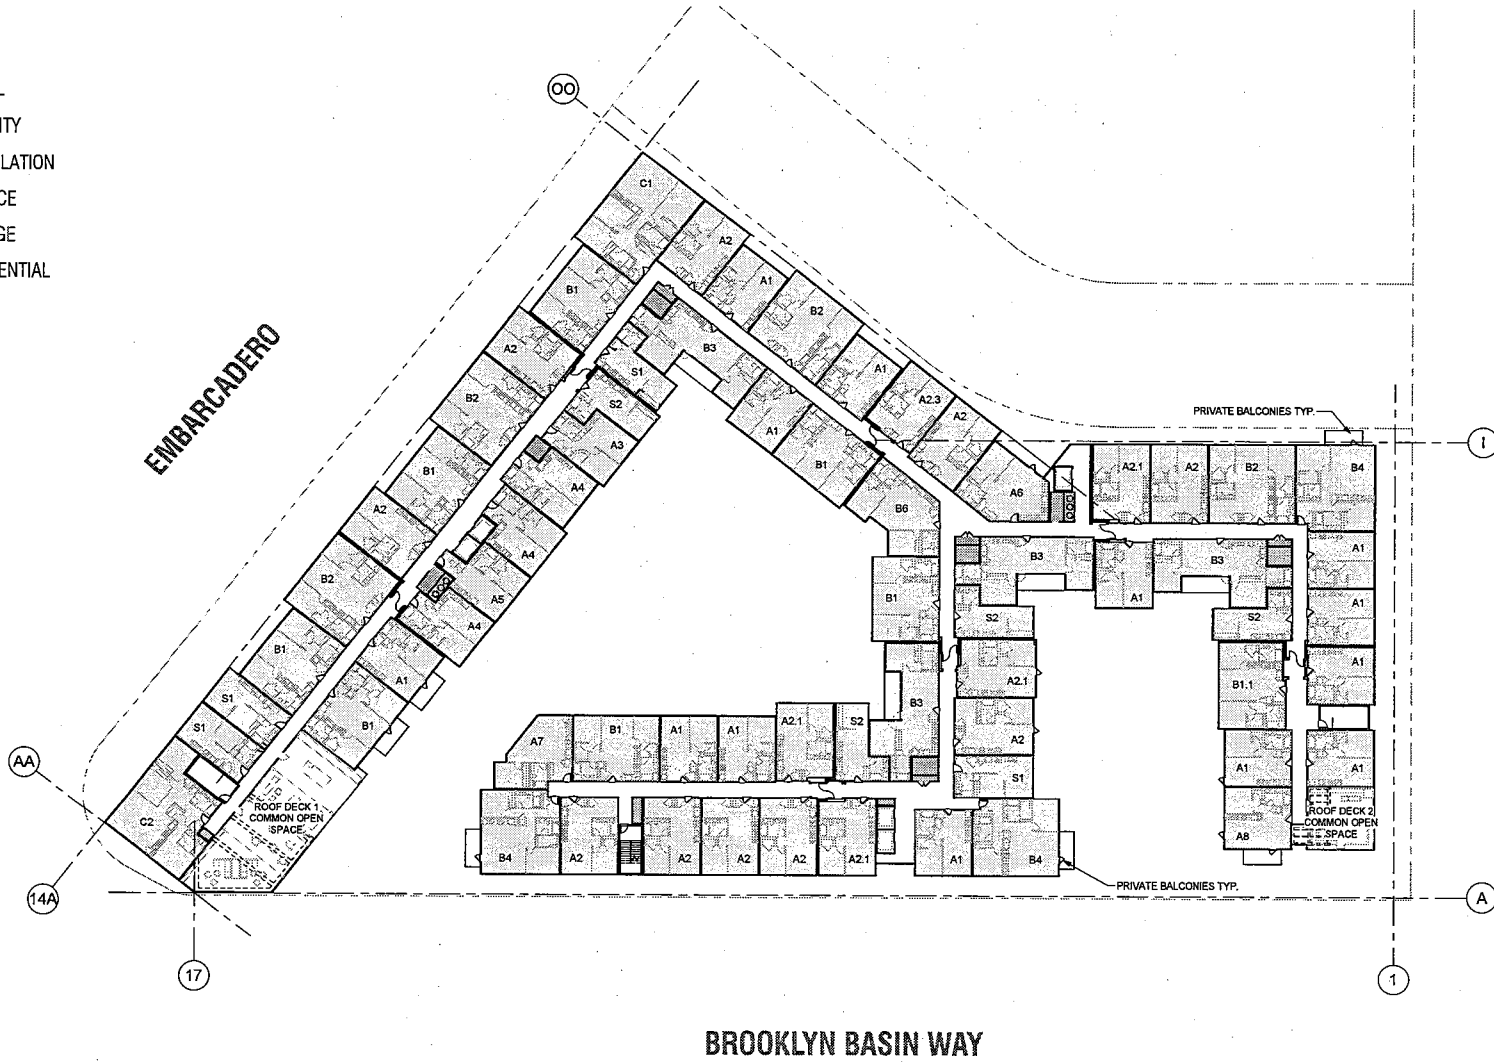 ITY
LATION
CE
GE
ENTIAL
EMBARCADERO
OO
C1
A2
A1
B1
B2
A2
B3
A1
S1
B2
S2
A2.3
A2
A3
A1
B1
B1
A4
A6
PRIVATE BALCONIES TYP.
I
A2.1
A2
B2
B4
A2
B6
A4
B3
B3
A1
B2
A5
B1
A1
A1
A4
S2
S2
B1
A1
A2.1
B1.1
A1
S1
B1
B3
S1
A7
B1
A1
A1
A2.1
S2
A2
AA
S1
A1
A1
C2
ROOF DECK 1
COMMON OPEN
SPACE
ROOF DECK 2
COMMON OPEN
SPACE
A8
B4
A2
A2
A2
A2
A2.1
A1
B4
PRIVATE BALCONIES TYP.
14A
A
17
1
BROOKLYN BASIN WAY